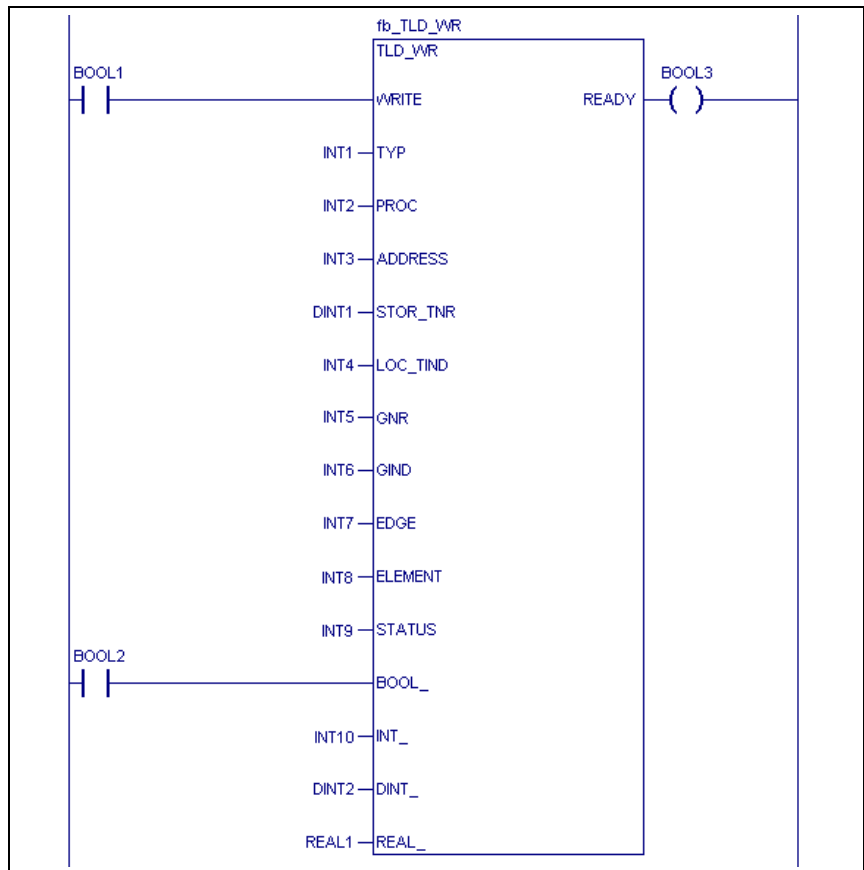 fb_TLD_WR
TLD_WR
BOOL1
BOOL3
WRITE READY
INT1 TYP
INT2 PROC
INT3 ADDRESS
DINT1 STOR_TNR
INT4 LOC_TIND
INT5 GNR
INT6 GIND
INT7 EDGE
INT8 ELEMENT
INT9 STATUS
BOOL2
BOOL_
INT10 INT_
DINT2 DINT_
REAL1 REAL_